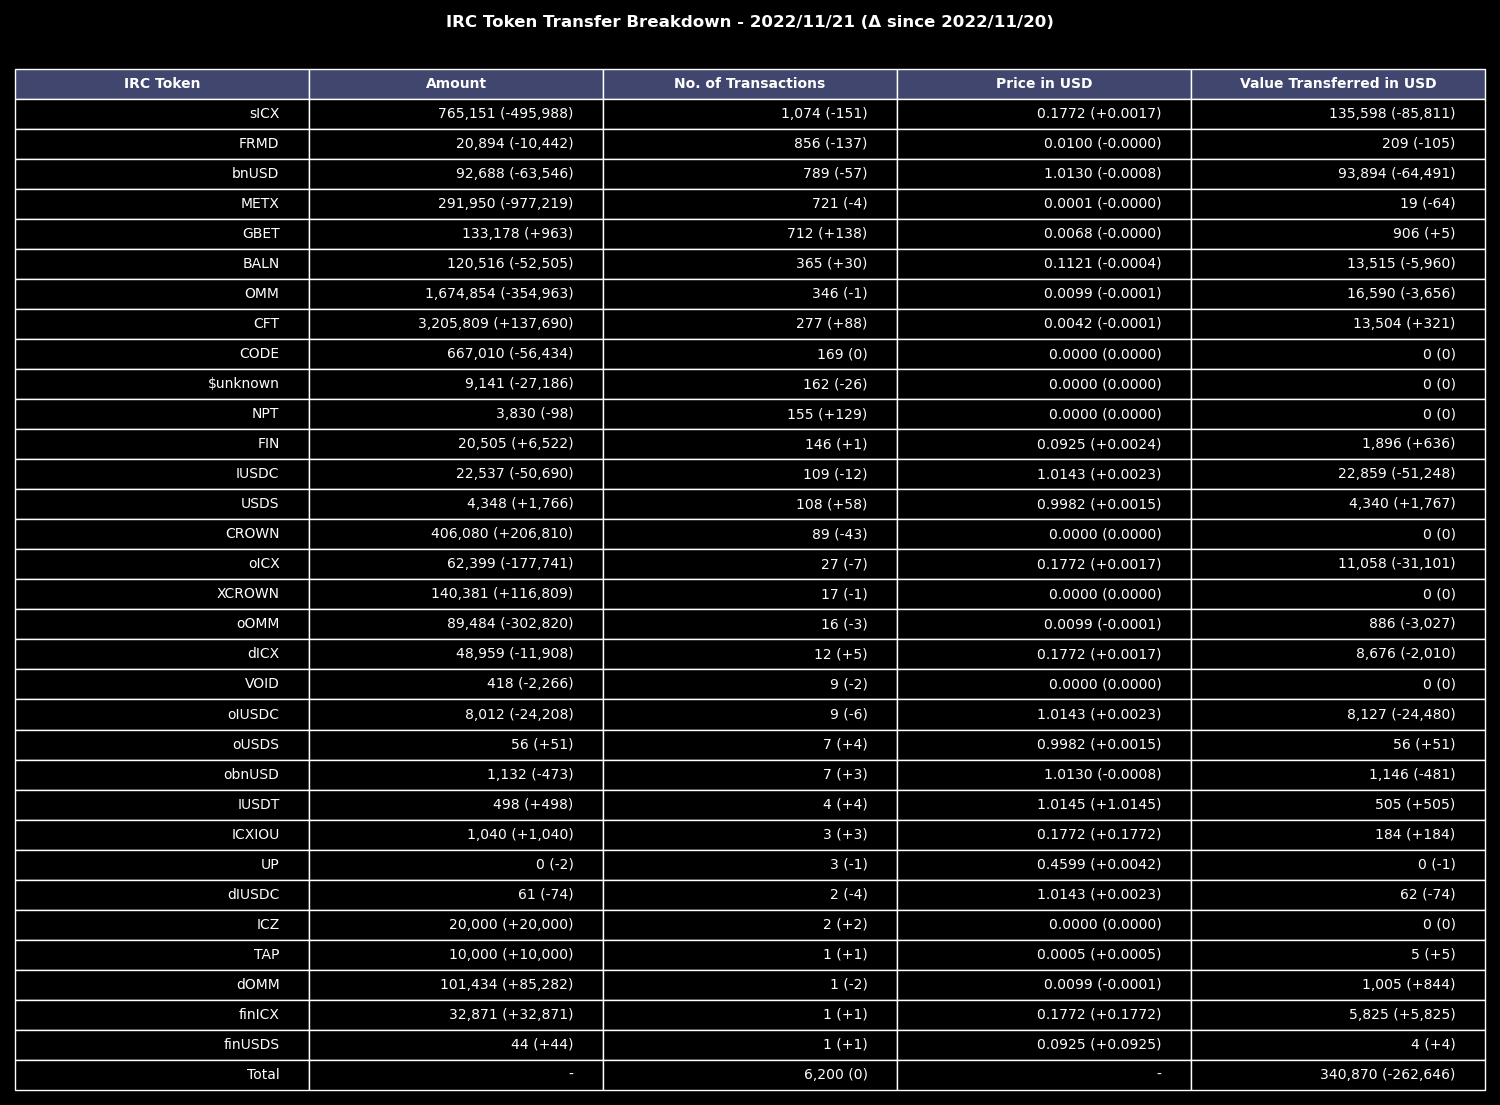 IRC Token Transfer Breakdown - 2022/11/21 (Δ since 2022/11/20)
IRC Token Amount No. of Transactions Price in USD Value Transferred in USD
sICX 765,151 (-495,988) 1,074 (-151) 0.1772 (+0.0017) 135,598 (-85,811)
FRMD 20,894 (-10,442) 856 (-137) 0.0100 (-0.0000) 209 (-105)
bnUSD 92,688 (-63,546) 789 (-57) 1.0130 (-0.0008) 93,894 (-64,491)
METX 291,950 (-977,219) 721 (-4) 0.0001 (-0.0000) 19 (-64)
GBET 133,178 (+963) 712 (+138) 0.0068 (-0.0000) 906 (+5)
BALN 120,516 (-52,505) 365 (+30) 0.1121 (-0.0004) 13,515 (-5,960)
OMM 1,674,854 (-354,963) 346 (-1) 0.0099 (-0.0001) 16,590 (-3,656)
CFT 3,205,809 (+137,690) 277 (+88) 0.0042 (-0.0001) 13,504 (+321)
CODE 667,010 (-56,434) 169 (0) 0.0000 (0.0000) 0 (0)
$unknown 9,141 (-27,186) 162 (-26) 0.0000 (0.0000) 0 (0)
NPT 3,830 (-98) 155 (+129) 0.0000 (0.0000) 0 (0)
FIN 20,505 (+6,522) 146 (+1) 0.0925 (+0.0024) 1,896 (+636)
IUSDC 22,537 (-50,690) 109 (-12) 1.0143 (+0.0023) 22,859 (-51,248)
USDS 4,348 (+1,766) 108 (+58) 0.9982 (+0.0015) 4,340 (+1,767)
CROWN 406,080 (+206,810) 89 (-43) 0.0000 (0.0000) 0 (0)
oICX 62,399 (-177,741) 27 (-7) 0.1772 (+0.0017) 11,058 (-31,101)
XCROWN 140,381 (+116,809) 17 (-1) 0.0000 (0.0000) 0 (0)
oOMM 89,484 (-302,820) 16 (-3) 0.0099 (-0.0001) 886 (-3,027)
dICX 48,959 (-11,908) 12 (+5) 0.1772 (+0.0017) 8,676 (-2,010)
VOID 418 (-2,266) 9 (-2) 0.0000 (0.0000) 0 (0)
oIUSDC 8,012 (-24,208) 9 (-6) 1.0143 (+0.0023) 8,127 (-24,480)
oUSDS 56 (+51) 7 (+4) 0.9982 (+0.0015) 56 (+51)
obnUSD 1,132 (-473) 7 (+3) 1.0130 (-0.0008) 1,146 (-481)
IUSDT 498 (+498) 4 (+4) 1.0145 (+1.0145) 505 (+505)
ICXIOU 1,040 (+1,040) 3 (+3) 0.1772 (+0.1772) 184 (+184)
UP 0 (-2) 3 (-1) 0.4599 (+0.0042) 0 (-1)
dIUSDC 61 (-74) 2 (-4) 1.0143 (+0.0023) 62 (-74)
ICZ 20,000 (+20,000) 2 (+2) 0.0000 (0.0000) 0 (0)
TAP 10,000 (+10,000) 1 (+1) 0.0005 (+0.0005) 5 (+5)
dOMM 101,434 (+85,282) 1 (-2) 0.0099 (-0.0001) 1,005 (+844)
finICX 32,871 (+32,871) 1 (+1) 0.1772 (+0.1772) 5,825 (+5,825)
finUSDS 44 (+44) 1 (+1) 0.0925 (+0.0925) 4 (+4)
Total - 6,200 (0) - 340,870 (-262,646)